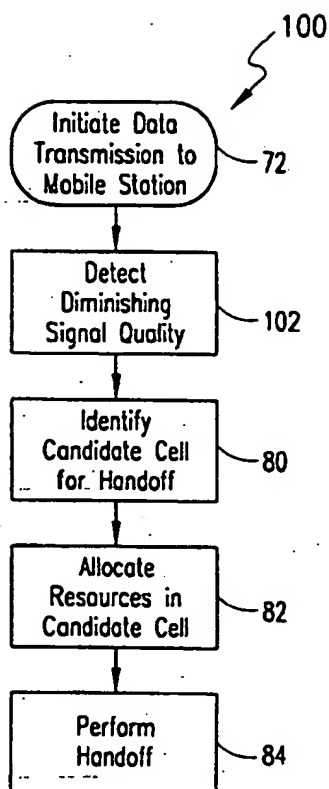 100
Initiate Data
Transmission to
Mobile Station
72
Detect
Diminishing
Signal Quality
102
Identify
Candidate Cell
for Handoff
80
Allocate
Resources in
Candidate Cell
82
Perform
Handoff
84